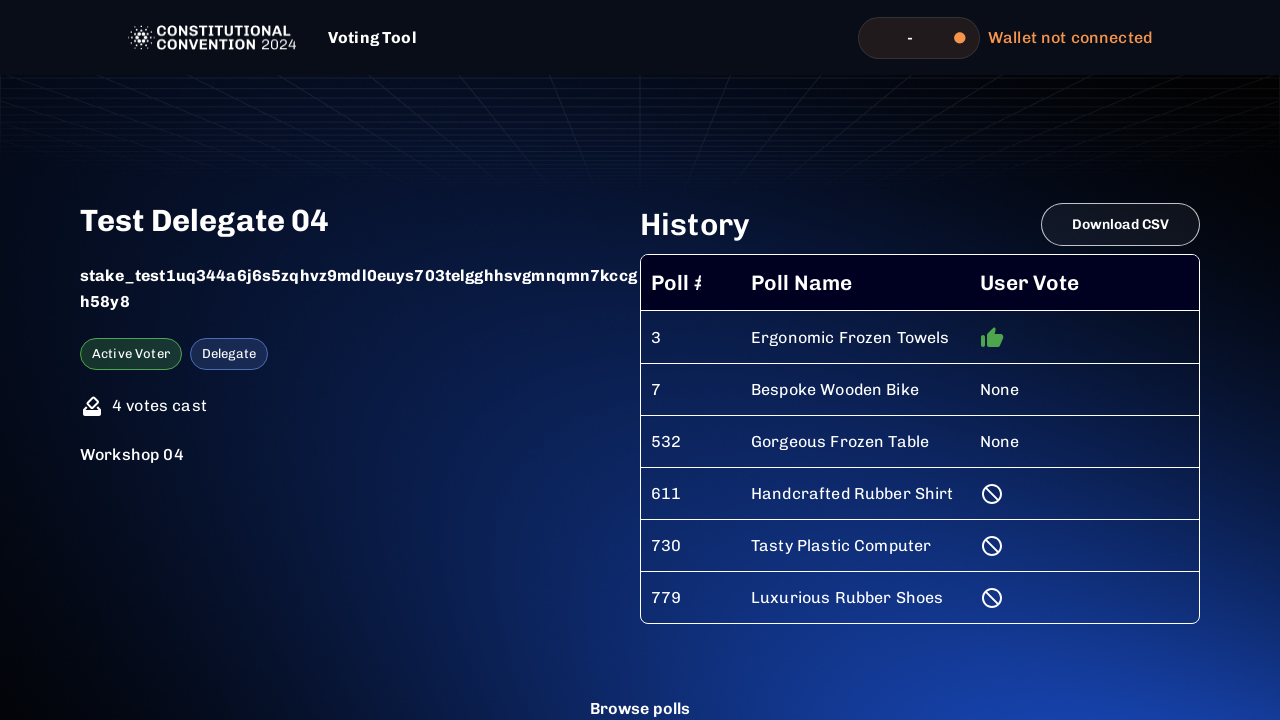 CONSTITUTIONAL
CONVENTION 2024
Voting Tool
-
Wallet not connected
Test Delegate 04
stake_test1uq344a6j6s5zqhvz9mdl0euys703telgghhsvgmnqmn7kccg
h58y8
Active Voter
Delegate
4 votes cast
Workshop 04
History
Download CSV
Poll # Poll Name User Vote
3 Ergonomic Frozen Towels
7 Bespoke Wooden Bike None
532 Gorgeous Frozen Table None
611 Handcrafted Rubber Shirt
730 Tasty Plastic Computer
779 Luxurious Rubber Shoes
Browse polls